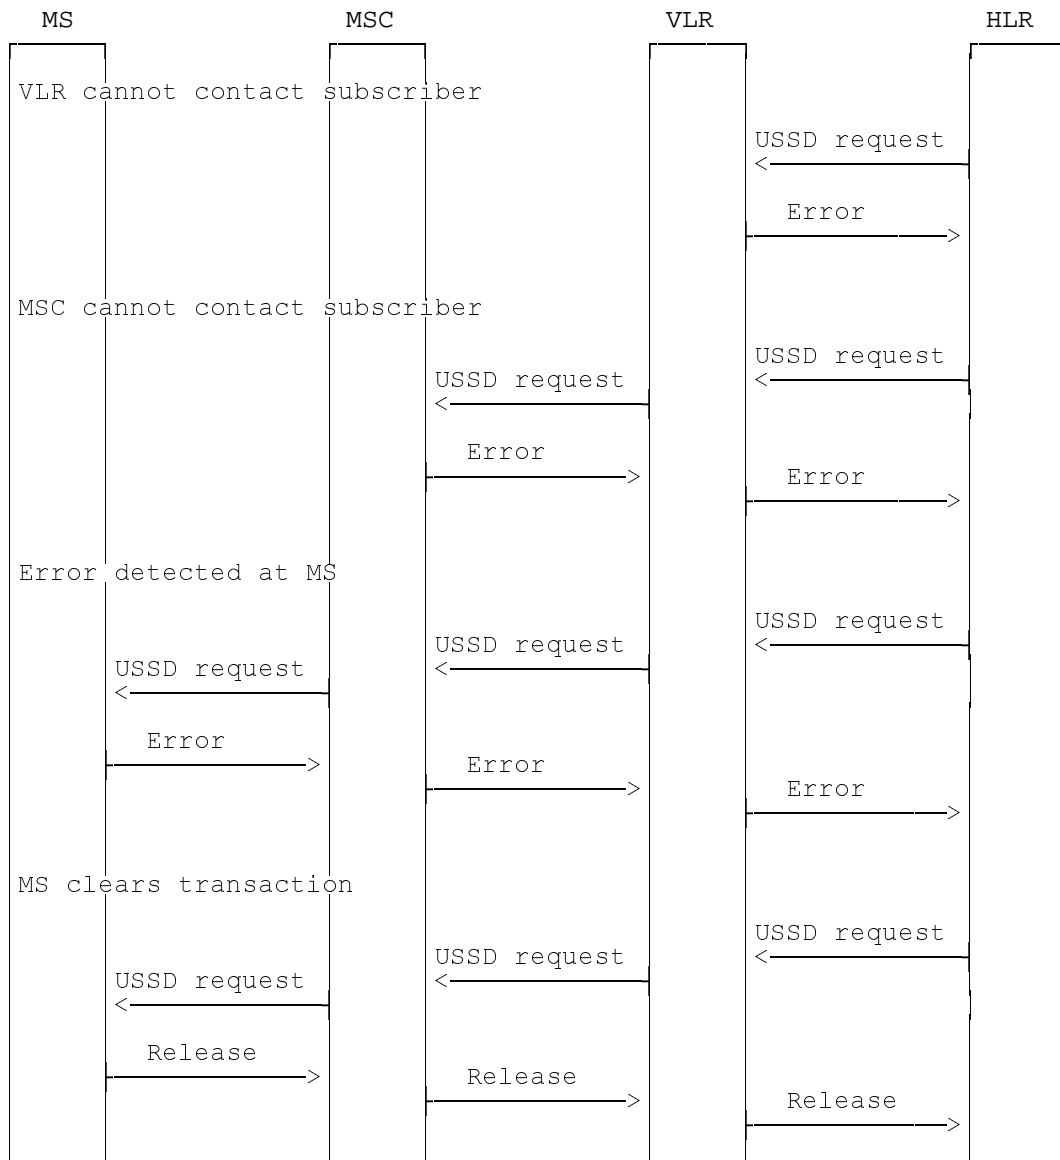 MS MSC VLR HLR
VLR cannot contact subscriber
USSD request
Error
MSC cannot contact subscriber
USSD request
USSD request
Error
Error
Error detected at MS
USSD request
USSD request
USSD request
Error
Error
Error
MS clears transaction
USSD request
USSD request
USSD request
Release
Release
Release